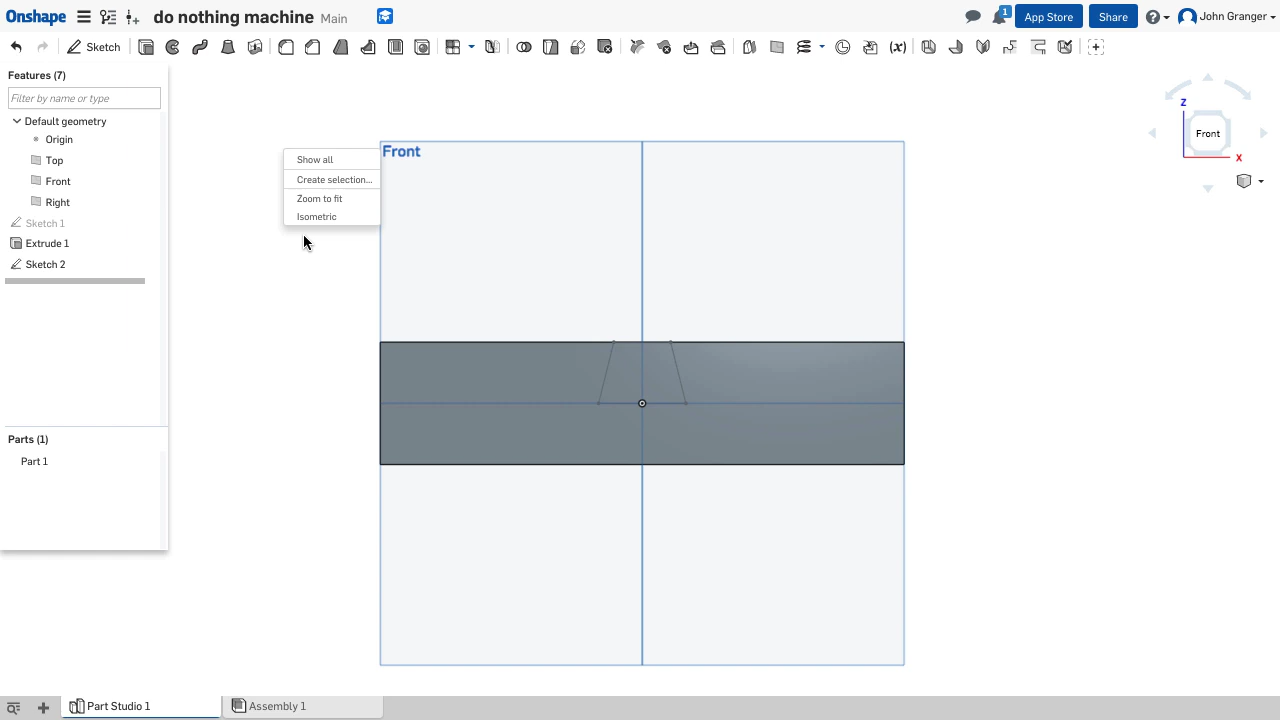 Onshape
do nothing machine Main
1
App Store
Share
John Granger
Sketch
(x)
Features (7)
Filter by name or type
Default geometry
Origin
Top
Front
Right
Sketch 1
Extrude 1
Sketch 2
Parts (1)
Part 1
Show all
Create selection...
Zoom to fit
Isometric
Front
Z
Front
X
Part Studio 1
Assembly 1